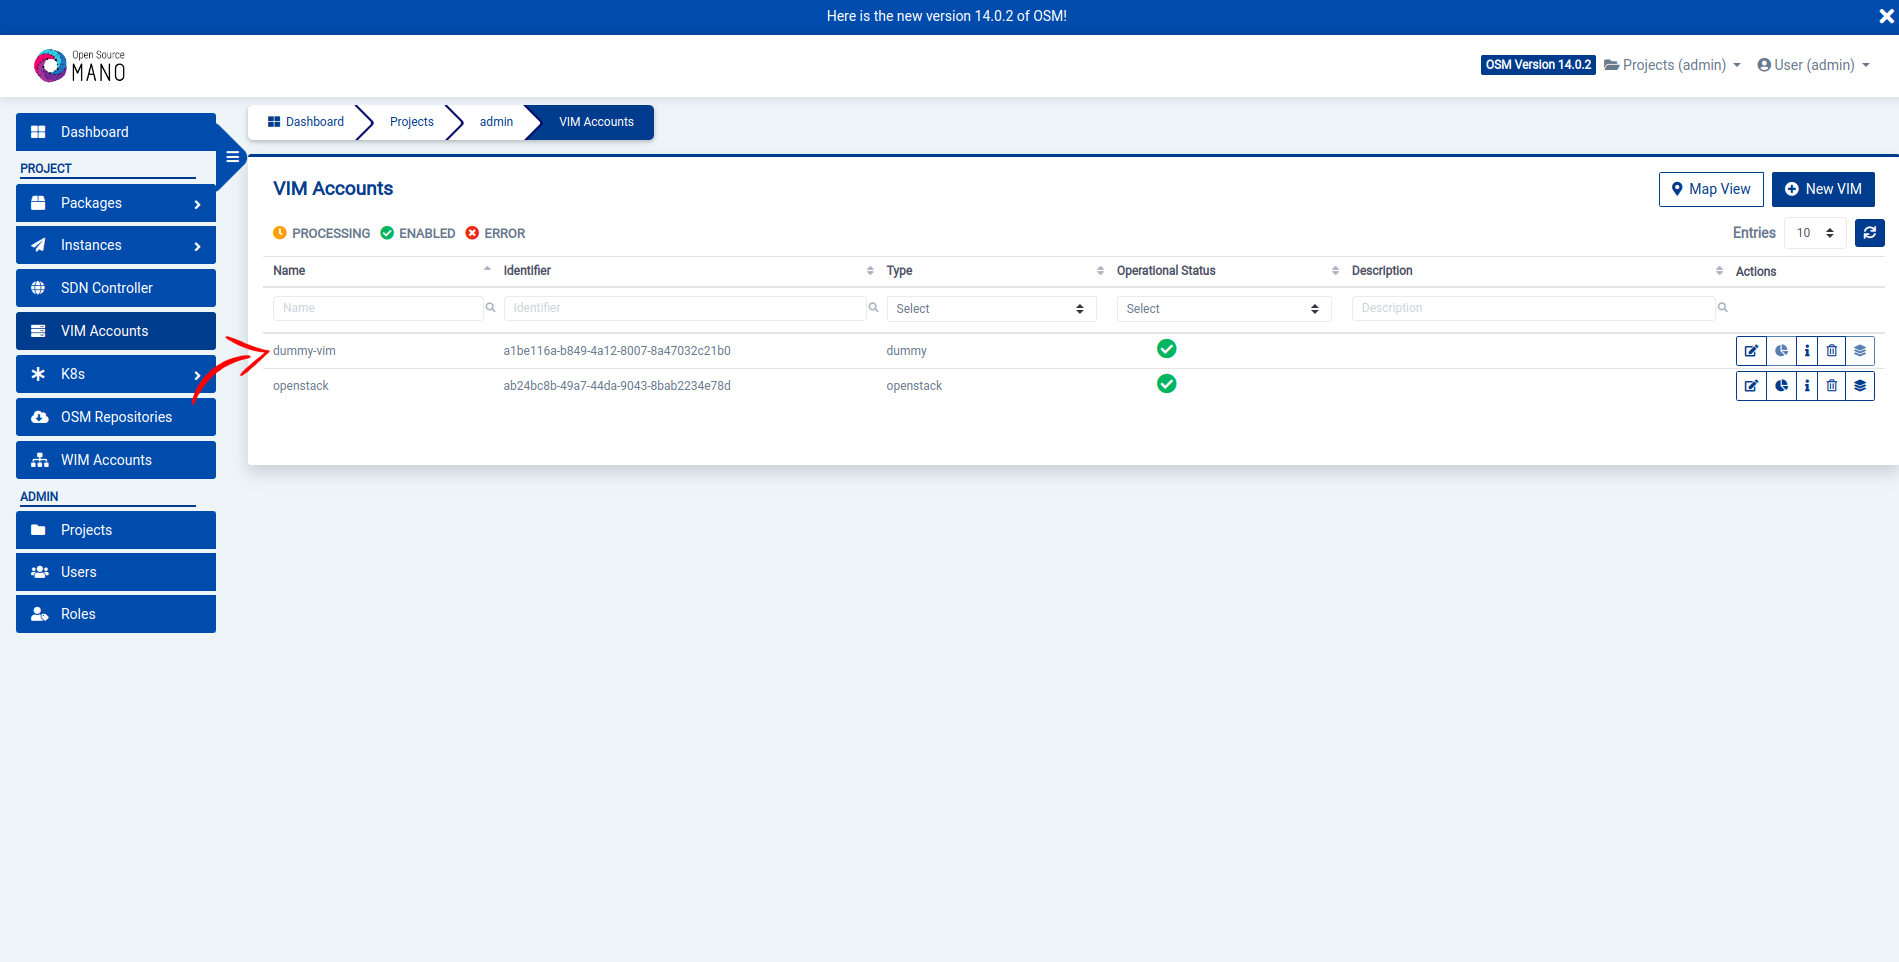 Here is the new version 14.0.2 of OSM!
Open Source
MANO
OSM Version 14.0.2 Projects (admin) User (admin)
Dashboard
PROJECT
Packages
Instances
SDN Controller
VIM Accounts
K8s
OSM Repositories
WIM Accounts
ADMIN
Projects
Users
Roles
Dashboard Projects admin VIM Accounts
VIM Accounts
Map View New VIM
PROCESSING ENABLED ERROR
Entries 10
Name Identifier Type Operational Status Description Actions
Name Identifier Select Select Description
dummy-vim a1be116a-b849-4a12-8007-8a47032c21b0 dummy
openstack ab24bc8b-49a7-44da-9043-8bab2234e78d openstack